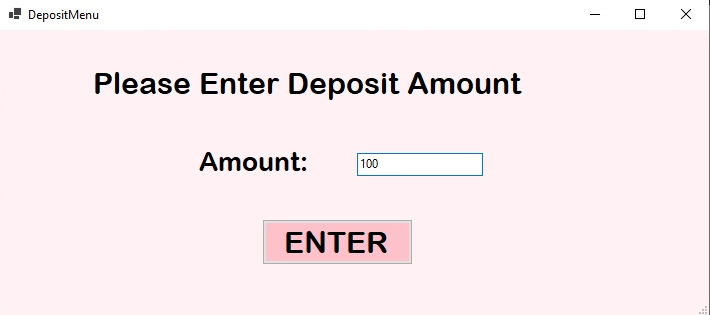 DepositMenu
Please Enter Deposit Amount
Amount: 100
ENTER